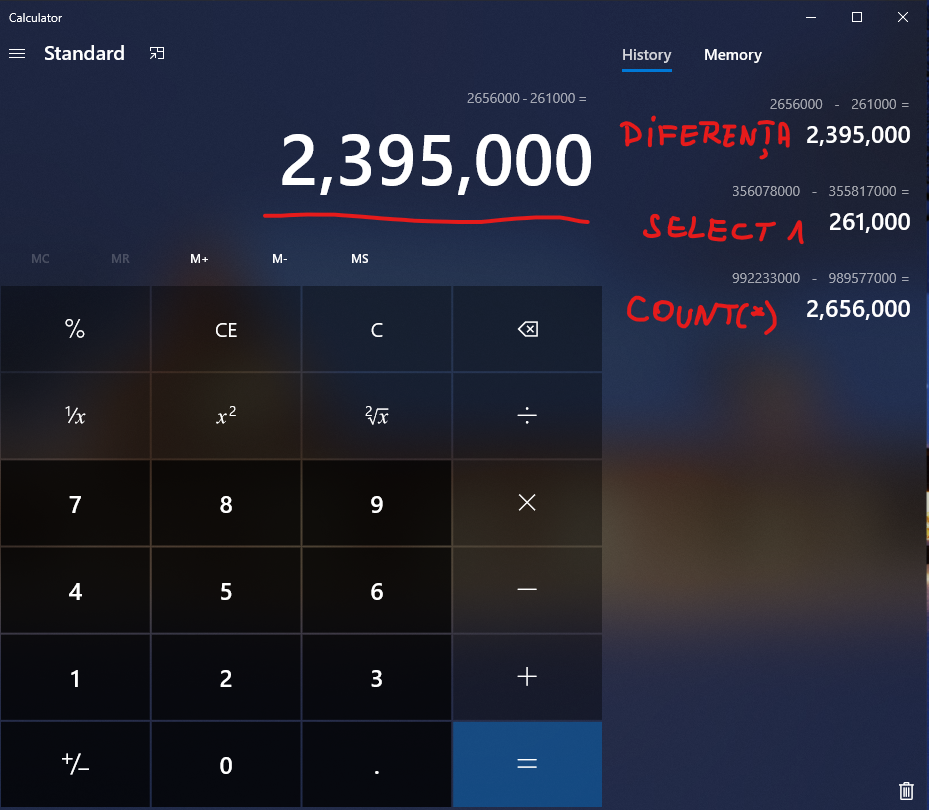 Calculator
Standard
History Memory
2656000 - 261000 =
2,395,000
2656000 - 261000 =
DIFERENȚA 2,395,000
356078000 - 355817000 =
SELECT 1 261,000
992233000 - 989577000 =
COUNT(*) 2,656,000
MC MR M+ M- MS
% CE C
1/x x² ²√x ÷
7 8 9 ×
4 5 6 −
1 2 3 +
+/− 0 . =